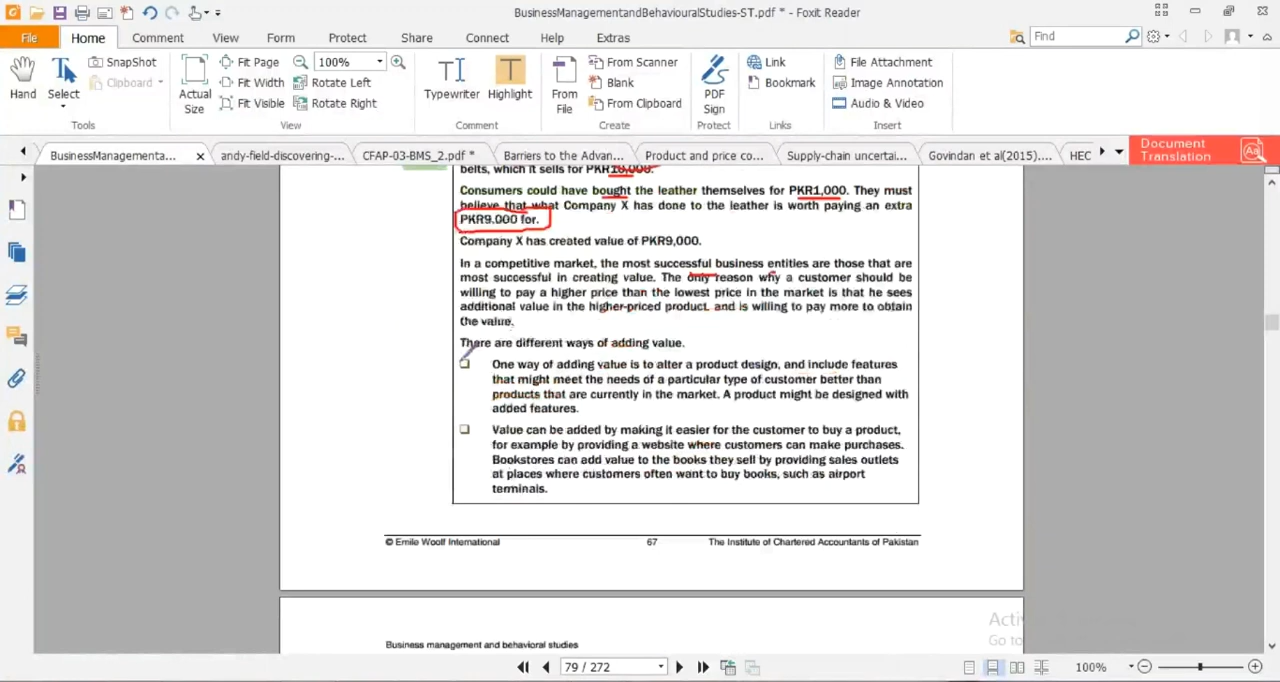 BusinessManagementandBehaviouralStudies-ST.pdf * - Foxit Reader
File Home Comment View Form Protect Share Connect Help Extras Find
Hand Select SnapShot Clipboard Actual Size Fit Page Fit Width Fit Visible 100% Rotate Left Rotate Right Typewriter Highlight From File From Scanner Blank From Clipboard PDF Sign Link Bookmark File Attachment Image Annotation Audio & Video
Tools View Comment Create Protect Links Insert
BusinessManagementa... andy-field-discovering-... CFAP-03-BMS_2.pdf * Barriers to the Advan... Product and price co... Supply-chain uncertai... Govindan et al(2015).... HEC Document Translation
belts, which it sells for PKR10,000.
Consumers could have bought the leather themselves for PKR1,000. They must
believe that what Company X has done to the leather is worth paying an extra
PKR9.000 for.
Company X has created value of PKR9,000.
In a competitive market, the most successful business entities are those that are
most successful in creating value. The only reason why a customer should be
willing to pay a higher price than the lowest price in the market is that he sees
additional value in the higher-priced product, and is willing to pay more to obtain
the value.
There are different ways of adding value.
❑ One way of adding value is to alter a product design, and include features
that might meet the needs of a particular type of customer better than
products that are currently in the market. A product might be designed with
added features.
❑ Value can be added by making it easier for the customer to buy a product,
for example by providing a website where customers can make purchases.
Bookstores can add value to the books they sell by providing sales outlets
at places where customers often want to buy books, such as airport
terminals.
© Emile Woolf International 67 The Institute of Chartered Accountants of Pakistan
Business management and behavioral studies
Activ
Go to
79 / 272 100%